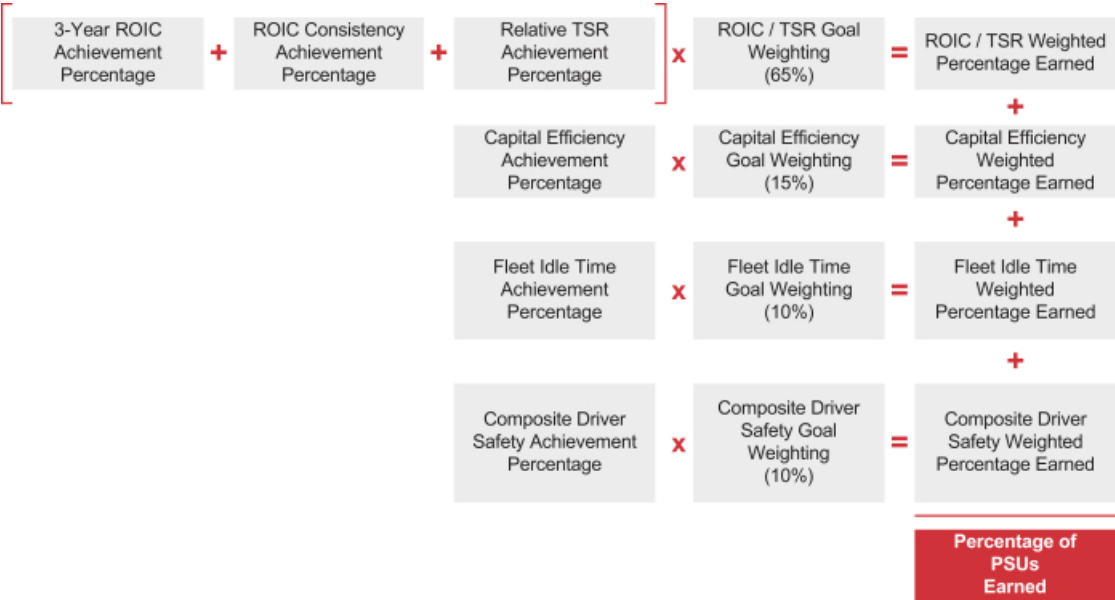 3-Year ROIC
Achievement
Percentage
+
ROIC Consistency
Achievement
Percentage
+
Relative TSR
Achievement
Percentage
x
ROIC / TSR Goal
Weighting
(65%)
=
ROIC / TSR Weighted
Percentage Earned
+
Capital Efficiency
Achievement
Percentage
x
Capital Efficiency
Goal Weighting
(15%)
=
Capital Efficiency
Weighted
Percentage Earned
+
Fleet Idle Time
Achievement
Percentage
x
Fleet Idle Time
Goal Weighting
(10%)
=
Fleet Idle Time
Weighted
Percentage Earned
+
Composite Driver
Safety Achievement
Percentage
x
Composite Driver
Safety Goal
Weighting
(10%)
=
Composite Driver
Safety Weighted
Percentage Earned
Percentage of
PSUs
Earned